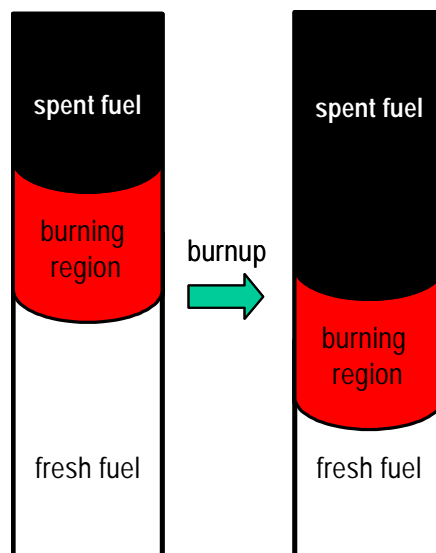 spent fuel
burning
region
fresh fuel
burnup
spent fuel
burning
region
fresh fuel